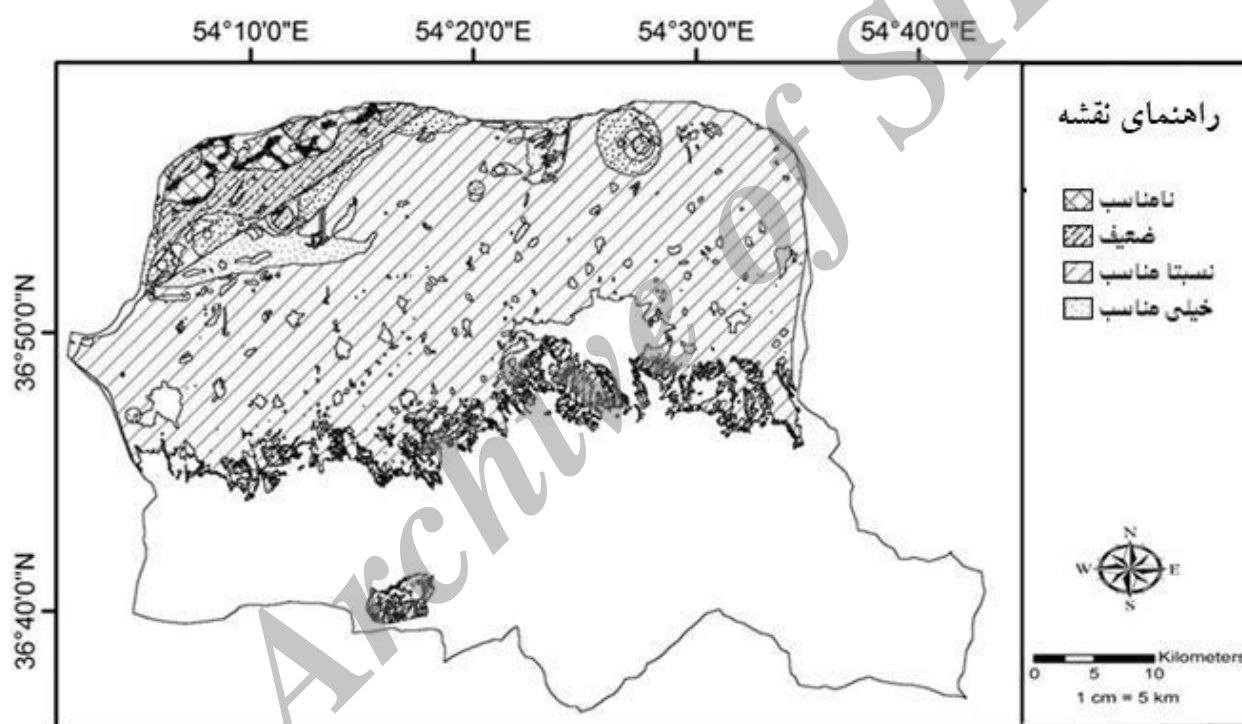 54°10'0"E 54°20'0"E 54°30'0"E 54°40'0"E
36°50'0"N
36°40'0"N
راهنمای نقشه
نامناسب
ضعیف
نسبتا مناسب
خیلی مناسب
N
W E
S
Kilometers
0 5 10
1 cm = 5 km
Archive of SI